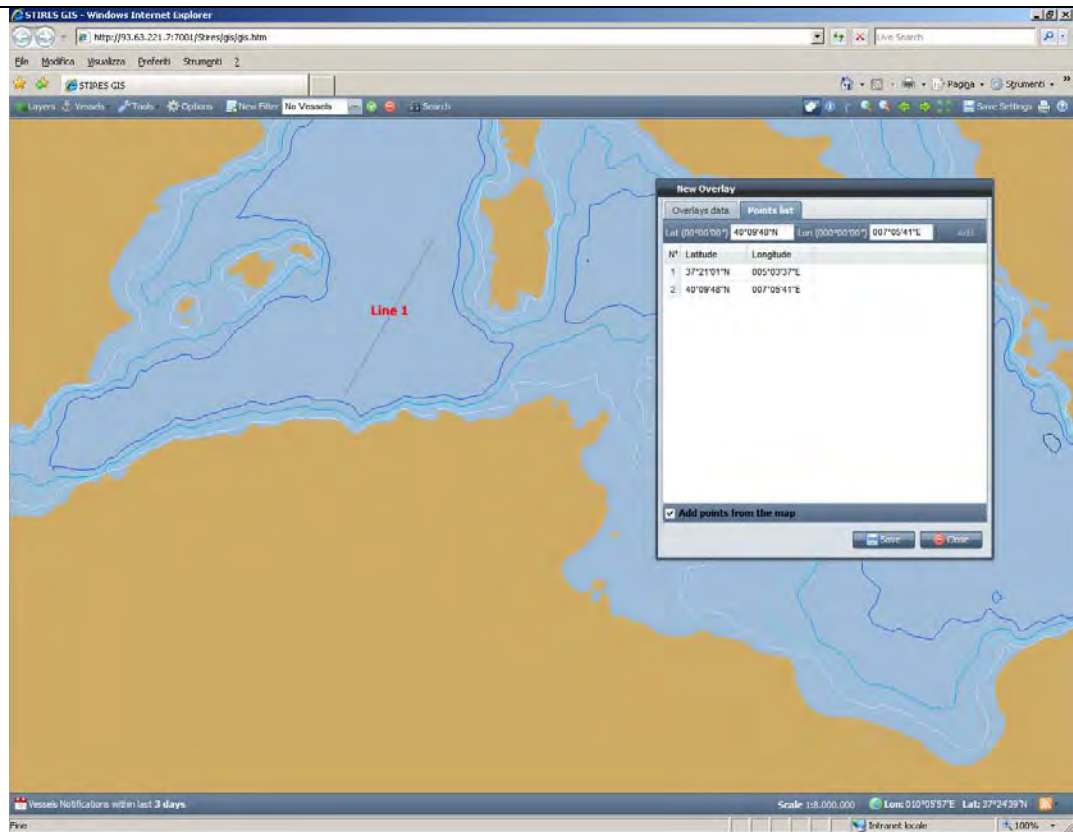 STIRES GIS - Windows Internet Explorer
http://93.63.221.7:7001/Stires/gis/gis.htm
Live Search
File Modifica Visualizza Preferiti Strumenti ?
STIRES GIS
Pagina Strumenti »
Layers Vessels Tools Options New Filter No Vessels Search Save Settings
New Overlay
Overlays data Points list
Lat (00°00'00") 40°09'48"N Lon (000°00'00") 007°05'41"E Add
N° Latitude Longitude
1 37°21'01"N 005°03'37"E
2 40°09'48"N 007°05'41"E
Line 1
Add points from the map
Save Close
Vessels Notifications within last 3 days Scale 1:8.000.000 Lon: 010°05'57"E Lat: 37°24'39"N
Fine Intranet locale 100%